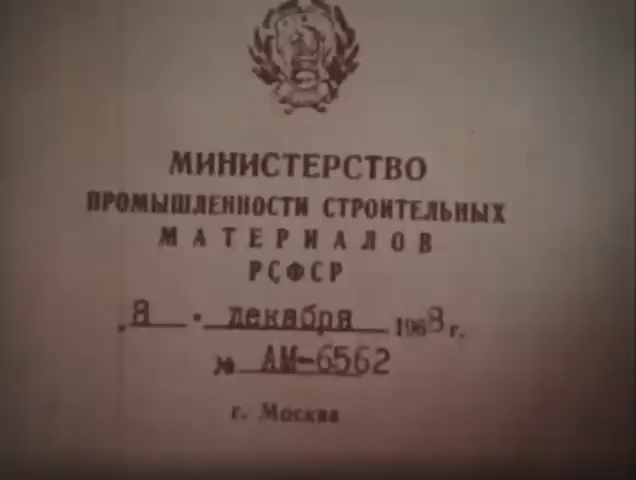 МИНИСТЕРСТВО
ПРОМЫШЛЕННОСТИ СТРОИТЕЛЬНЫХ
МАТЕРИАЛОВ
РСФСР
„8 " декабря 1968 г.
№ АМ-6562
г. Москва